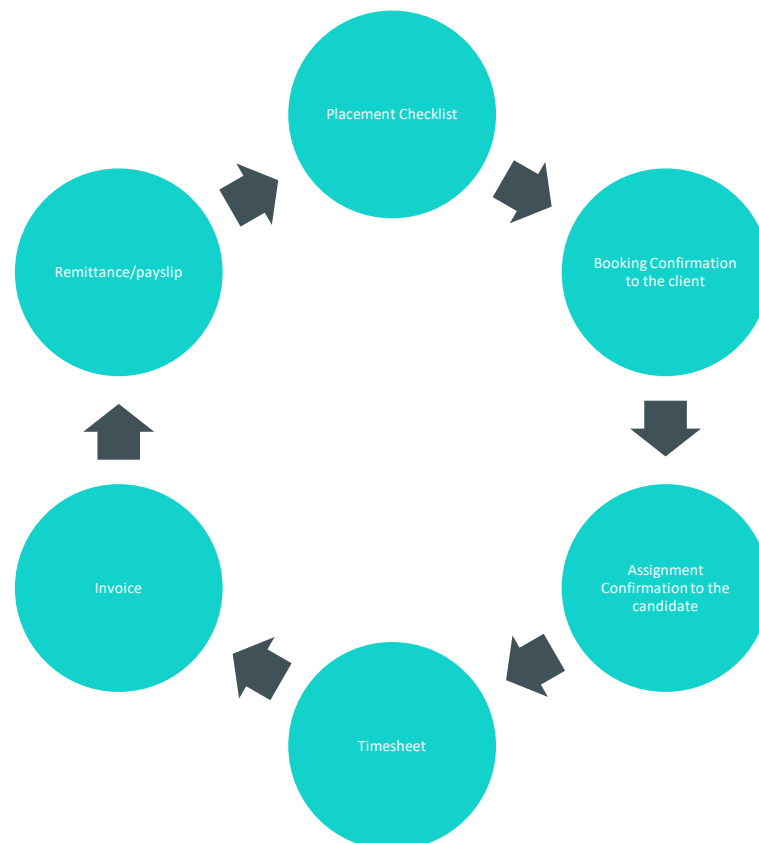 Placement Checklist
Booking Confirmation
to the client
Assignment
Confirmation to the
candidate
Timesheet
Invoice
Remittance/payslip